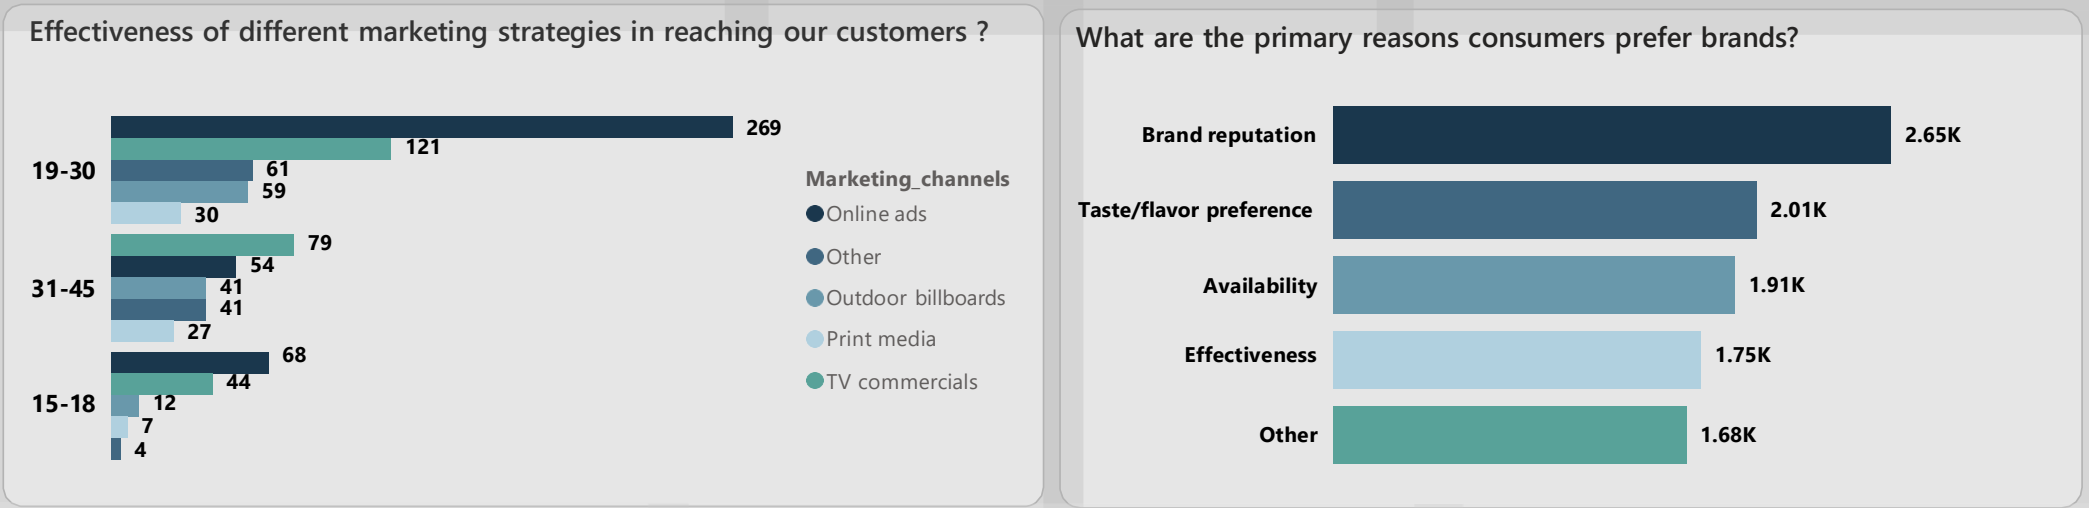 Effectiveness of different marketing strategies in reaching our customers ?
19-30
269
121
61
59
30
31-45
79
54
41
41
27
15-18
68
44
12
7
4
Marketing_channels
Online ads
Other
Outdoor billboards
Print media
TV commercials
What are the primary reasons consumers prefer brands?
Brand reputation 2.65K
Taste/flavor preference 2.01K
Availability 1.91K
Effectiveness 1.75K
Other 1.68K